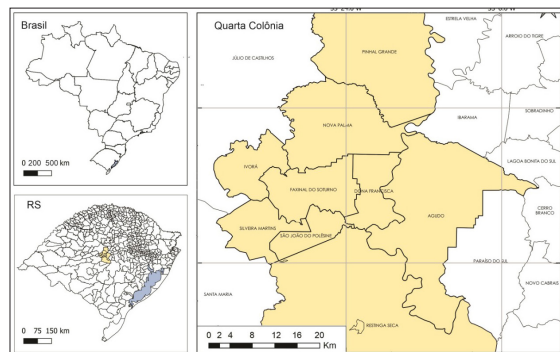 Brasil
0 200 500 km
RS
0 75 150 km
Quarta Colônia
ESTRELA VELHA
ARROIO DO TIGRE
JÚLIO DE CASTILHOS
PINHAL GRANDE
SOBRADINHO
NOVA PALMA
IBARAMA
LAGOA BONITA DO SUL
IVORÁ
FAXINAL DO SOTURNO
DONA FRANCISCA
AGUDO
CERRO BRANCO
SILVEIRA MARTINS
SÃO JOÃO DO POLÊSINE
PARAÍSO DO SUL
NOVO CABRAIS
SANTA MARIA
RESTINGA SECA
0 2 4 8 12 16 20
Km